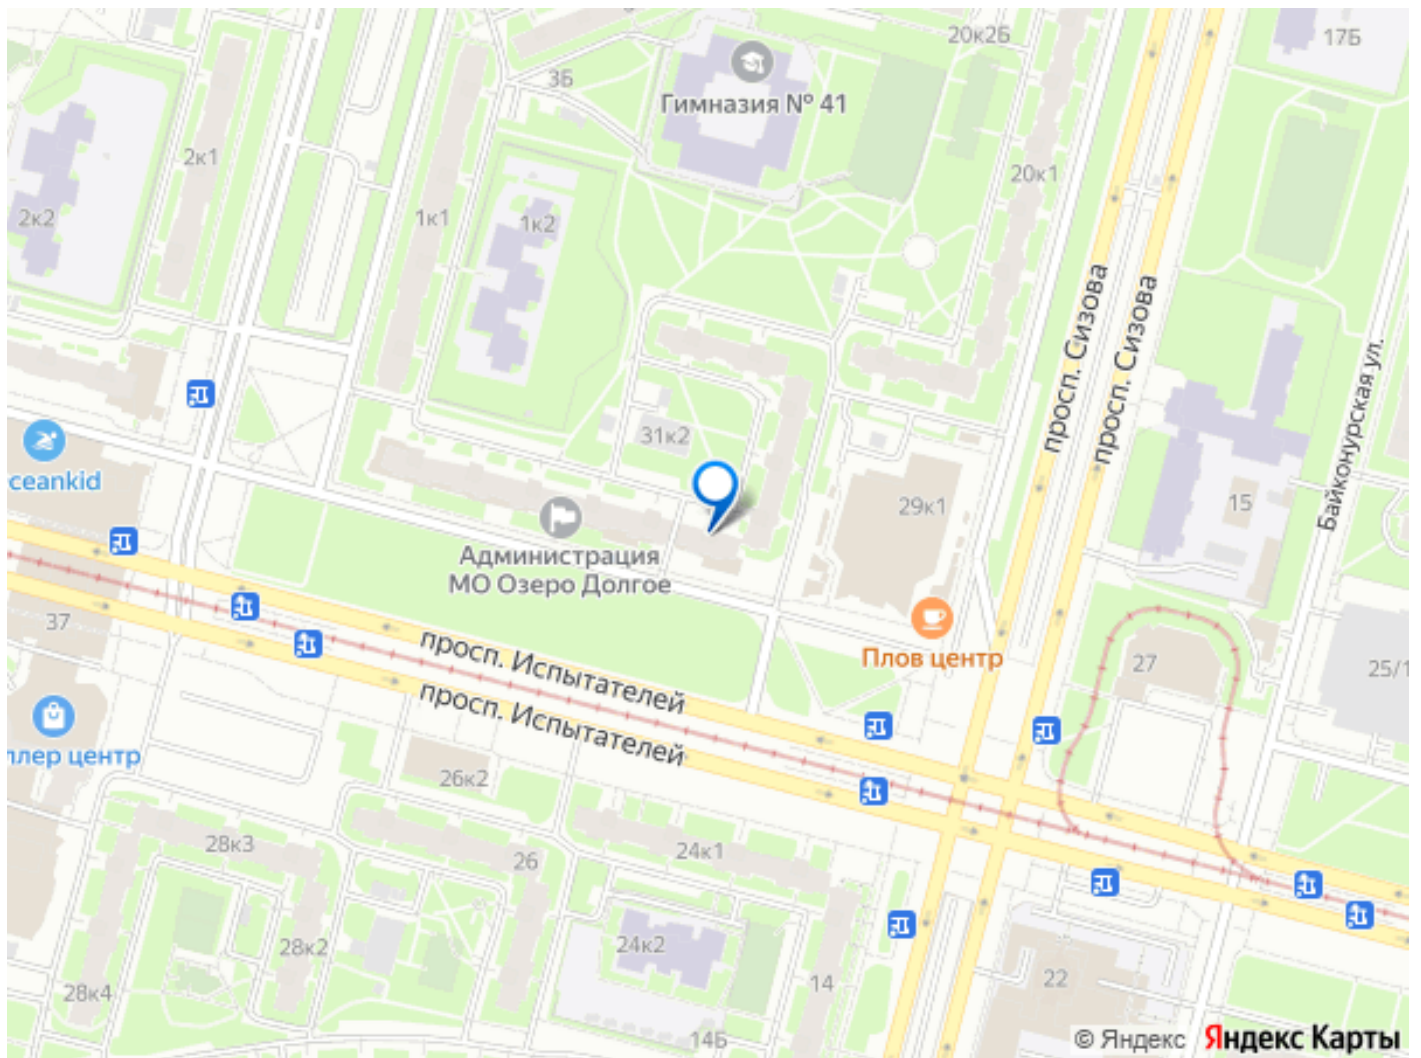 20к2Б
17Б
3Б
Гимназия № 41
2к1
20к1
2к2
1к1
1к2
просп. Сизова
просп. Сизова
Байконурская ул.
31к2
ceankid
29к1
15
Администрация
МО Озеро Долгое
37
просп. Испытателей
Плов центр
27
25/1
просп. Испытателей
ллер центр
26к2
28к3
26
24к1
28к2
24к2
28к4
14
22
14Б
© Яндекс
Яндекс Карты